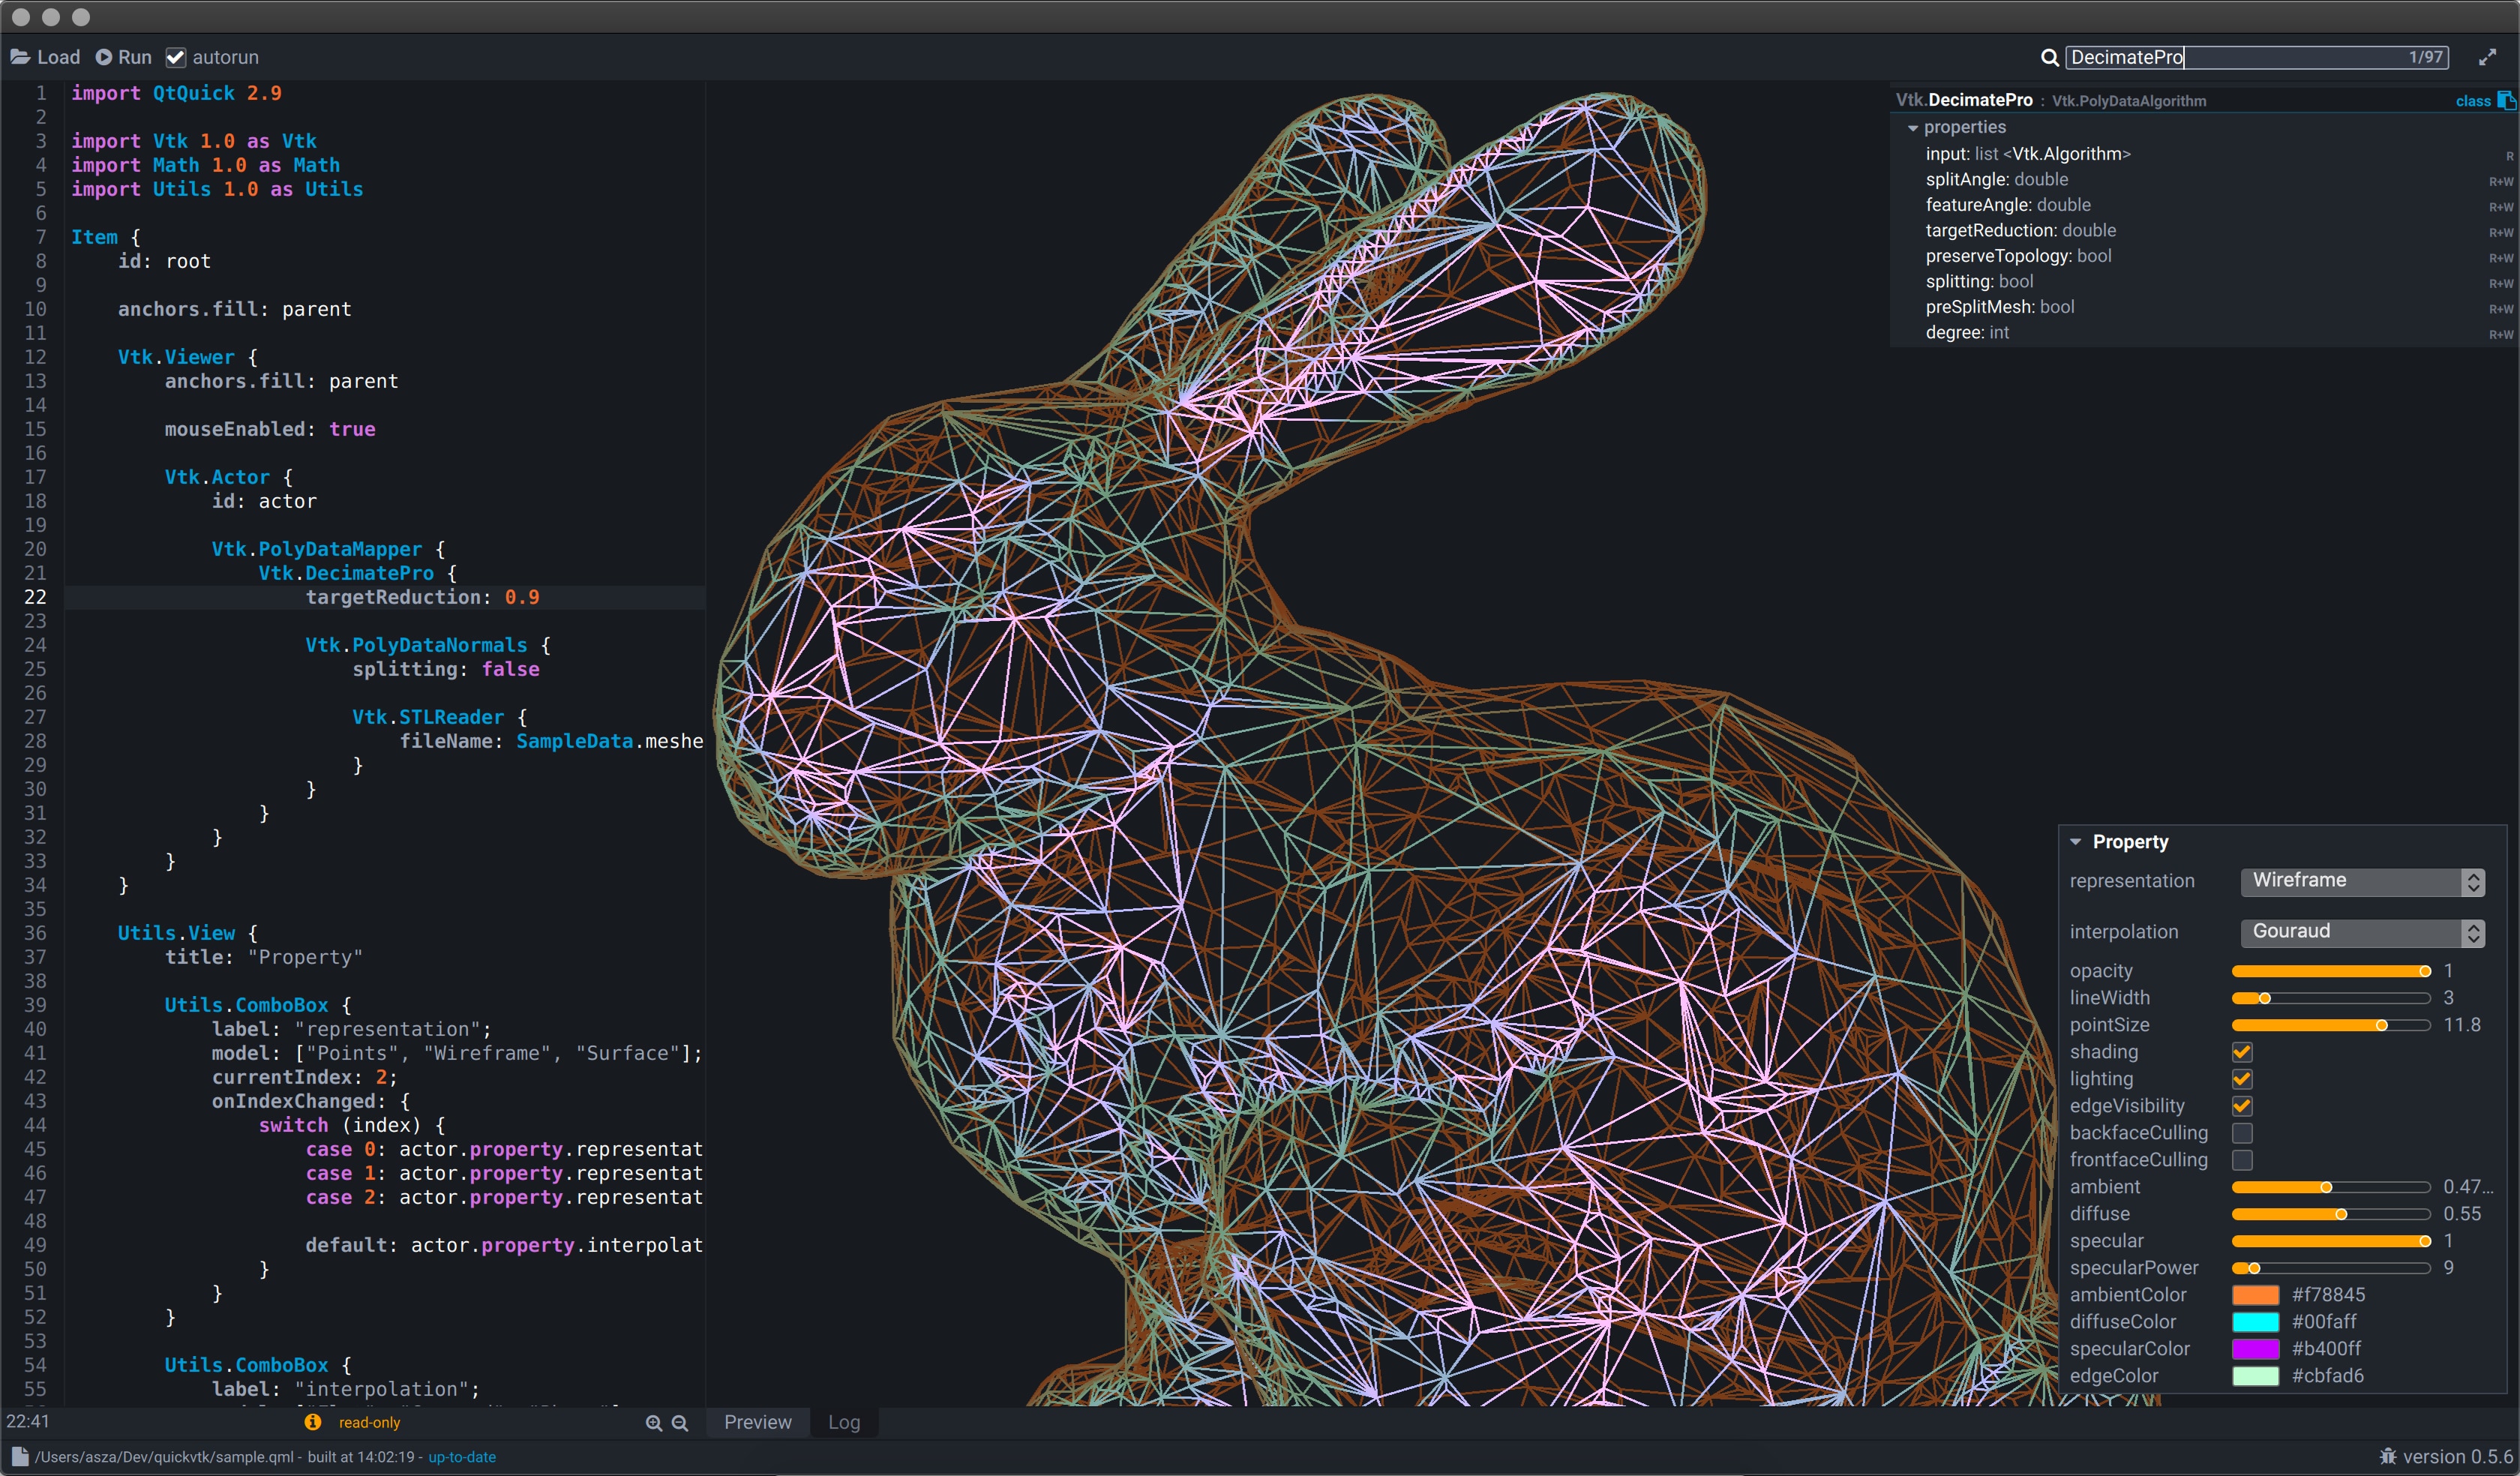 Load Run autorun
DecimatePro 1/97
1 import QtQuick 2.9
2
3 import Vtk 1.0 as Vtk
4 import Math 1.0 as Math
5 import Utils 1.0 as Utils
6
7 Item {
8 id: root
9
10 anchors.fill: parent
11
12 Vtk.Viewer {
13 anchors.fill: parent
14
15 mouseEnabled: true
16
17 Vtk.Actor {
18 id: actor
19
20 Vtk.PolyDataMapper {
21 Vtk.DecimatePro {
22 targetReduction: 0.9
23
24 Vtk.PolyDataNormals {
25 splitting: false
26
27 Vtk.STLReader {
28 fileName: SampleData.meshe
29 }
30 }
31 }
32 }
33 }
34 }
35
36 Utils.View {
37 title: "Property"
38
39 Utils.ComboBox {
40 label: "representation";
41 model: ["Points", "Wireframe", "Surface"];
42 currentIndex: 2;
43 onIndexChanged: {
44 switch (index) {
45 case 0: actor.property.representat
46 case 1: actor.property.representat
47 case 2: actor.property.representat
48
49 default: actor.property.interpolat
50 }
51 }
52 }
53
54 Utils.ComboBox {
55 label: "interpolation";
Vtk.DecimatePro : Vtk.PolyDataAlgorithm class
properties
input: list <Vtk.Algorithm> R
splitAngle: double R+W
featureAngle: double R+W
targetReduction: double R+W
preserveTopology: bool R+W
splitting: bool R+W
preSplitMesh: bool R+W
degree: int R+W
Property
representation Wireframe
interpolation Gouraud
opacity 1
lineWidth 3
pointSize 11.8
shading
lighting
edgeVisibility
backfaceCulling
frontfaceCulling
ambient 0.47...
diffuse 0.55
specular 1
specularPower 9
ambientColor #f78845
diffuseColor #00faff
specularColor #b400ff
edgeColor #cbfad6
22:41 read-only Preview Log
/Users/asza/Dev/quickvtk/sample.qml - built at 14:02:19 - up-to-date version 0.5.6